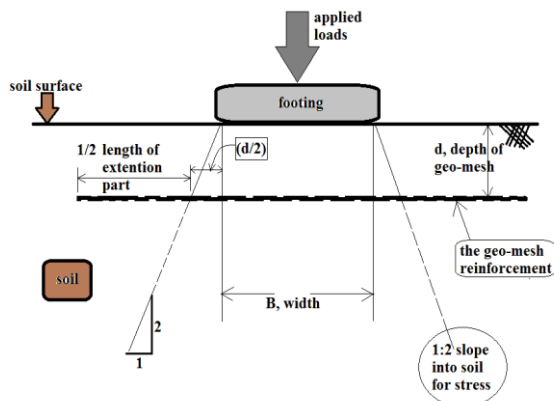 applied
loads
soil surface
footing
1/2 length of
extention
part
(d/2)
d, depth of
geo-mesh
the geo-mesh
reinforcement
soil
B, width
2
1
1:2 slope
into soil
for stress